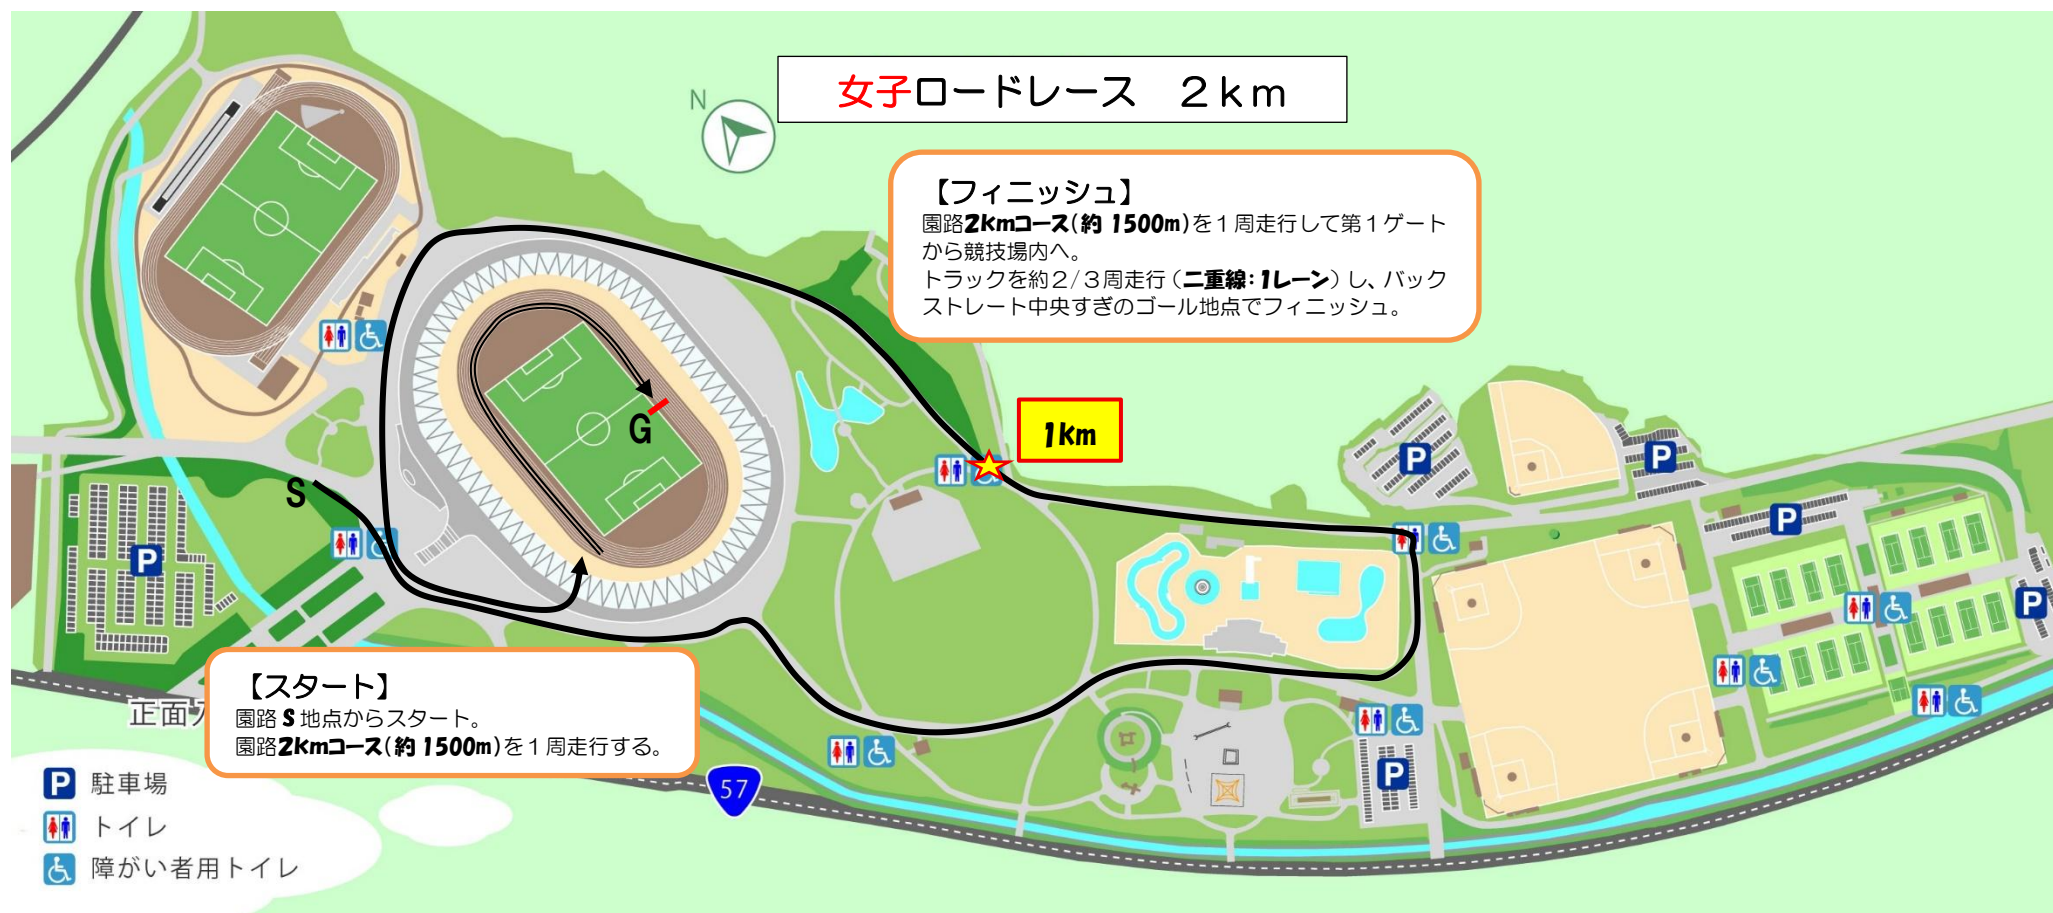 女子ロードレース　２ｋｍ
N
【フィニッシュ】
園路2kmコース(約 1500m)を１周走行して第１ゲート
から競技場内へ。
トラックを約２/３周走行（二重線：1レーン）し、バック
ストレート中央すぎのゴール地点でフィニッシュ。
1km
G
S
P
P
P
P
P
P
【スタート】
園路 S 地点からスタート。
園路2kmコース(約 1500m)を１周走行する。
正面
57
P 駐車場
トイレ
障がい者用トイレ